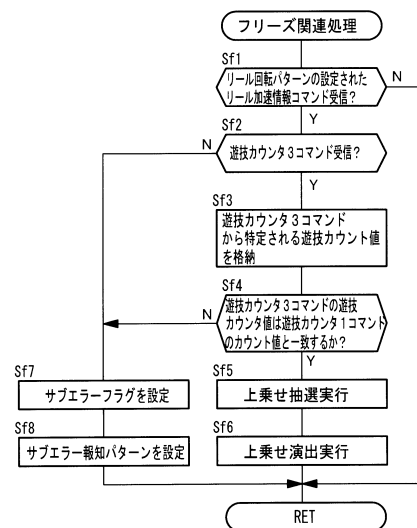 フリーズ関連処理
Sf1
リール回転パターンの設定された
リール加速情報コマンド受信？
N
Y
Sf2
N
遊技カウンタ３コマンド受信？
Y
Sf3
遊技カウンタ３コマンド
から特定される遊技カウント値
を格納
Sf4
N
遊技カウンタ３コマンドの遊技
カウンタ値は遊技カウンタ１コマンド
のカウント値と一致するか？
Y
Sf7
サブエラーフラグを設定
Sf5
上乗せ抽選実行
Sf8
サブエラー報知パターンを設定
Sf6
上乗せ演出実行
RET